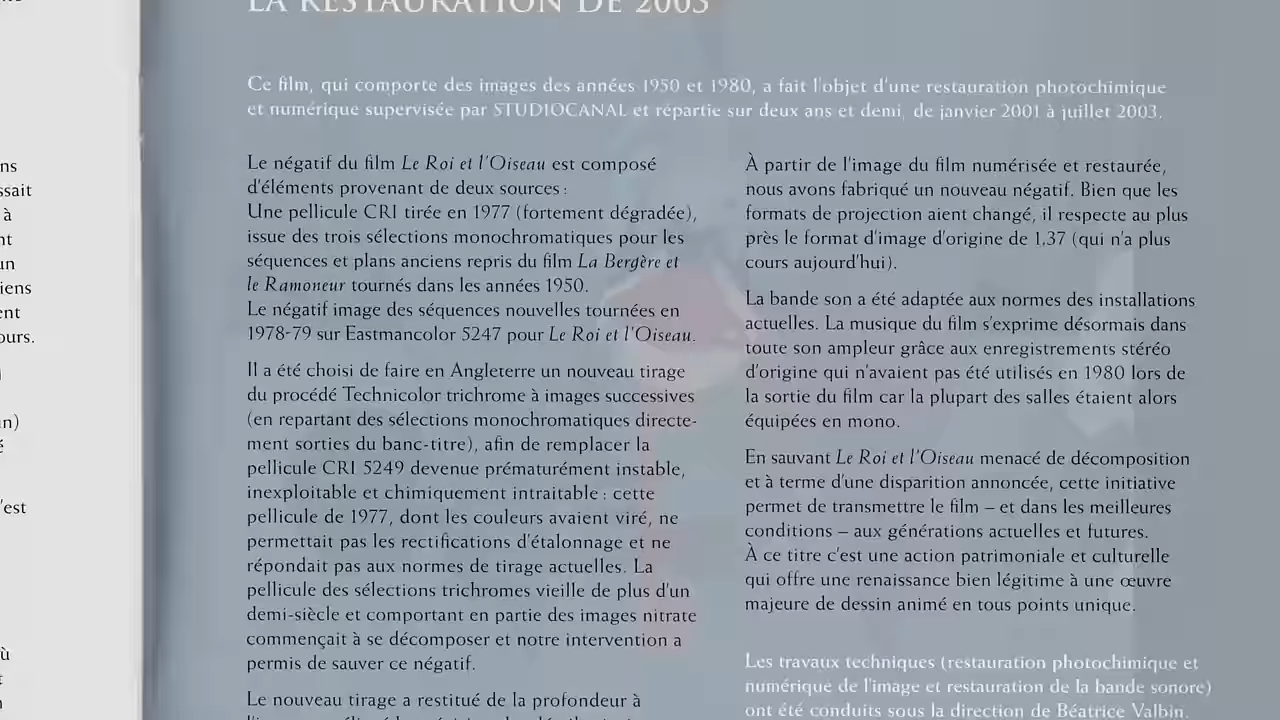 LA RESTAURATION DE 2003
Ce film, qui comporte des images des années 1950 et 1980, a fait l'objet d'une restauration photochimique
et numérique supervisée par STUDIOCANAL et répartie sur deux ans et demi, de janvier 2001 à juillet 2003.
Le négatif du film Le Roi et l'Oiseau est composé
d'éléments provenant de deux sources :
Une pellicule CRI tirée en 1977 (fortement dégradée),
issue des trois sélections monochromatiques pour les
séquences et plans anciens repris du film La Bergère et
le Ramoneur tournés dans les années 1950.
Le négatif image des séquences nouvelles tournées en
1978-79 sur Eastmancolor 5247 pour Le Roi et l'Oiseau.
Il a été choisi de faire en Angleterre un nouveau tirage
du procédé Technicolor trichrome à images successives
(en repartant des sélections monochromatiques directe-
ment sorties du banc-titre), afin de remplacer la
pellicule CRI 5249 devenue prématurément instable,
inexploitable et chimiquement intraitable : cette
pellicule de 1977, dont les couleurs avaient viré, ne
permettait pas les rectifications d'étalonnage et ne
répondait pas aux normes de tirage actuelles. La
pellicule des sélections trichromes vieille de plus d'un
demi-siècle et comportant en partie des images nitrate
commençait à se décomposer et notre intervention a
permis de sauver ce négatif.
Le nouveau tirage a restitué de la profondeur à
À partir de l'image du film numérisée et restaurée,
nous avons fabriqué un nouveau négatif. Bien que les
formats de projection aient changé, il respecte au plus
près le format d'image d'origine de 1,37 (qui n'a plus
cours aujourd'hui).
La bande son a été adaptée aux normes des installations
actuelles. La musique du film s'exprime désormais dans
toute son ampleur grâce aux enregistrements stéréo
d'origine qui n'avaient pas été utilisés en 1980 lors de
la sortie du film car la plupart des salles étaient alors
équipées en mono.
En sauvant Le Roi et l'Oiseau menacé de décomposition
et à terme d'une disparition annoncée, cette initiative
permet de transmettre le film – et dans les meilleures
conditions – aux générations actuelles et futures.
À ce titre c'est une action patrimoniale et culturelle
qui offre une renaissance bien légitime à une œuvre
majeure de dessin animé en tous points unique.
Les travaux techniques (restauration photochimique et
numérique de l'image et restauration de la bande sonore)
ont été conduits sous la direction de Béatrice Valbin.